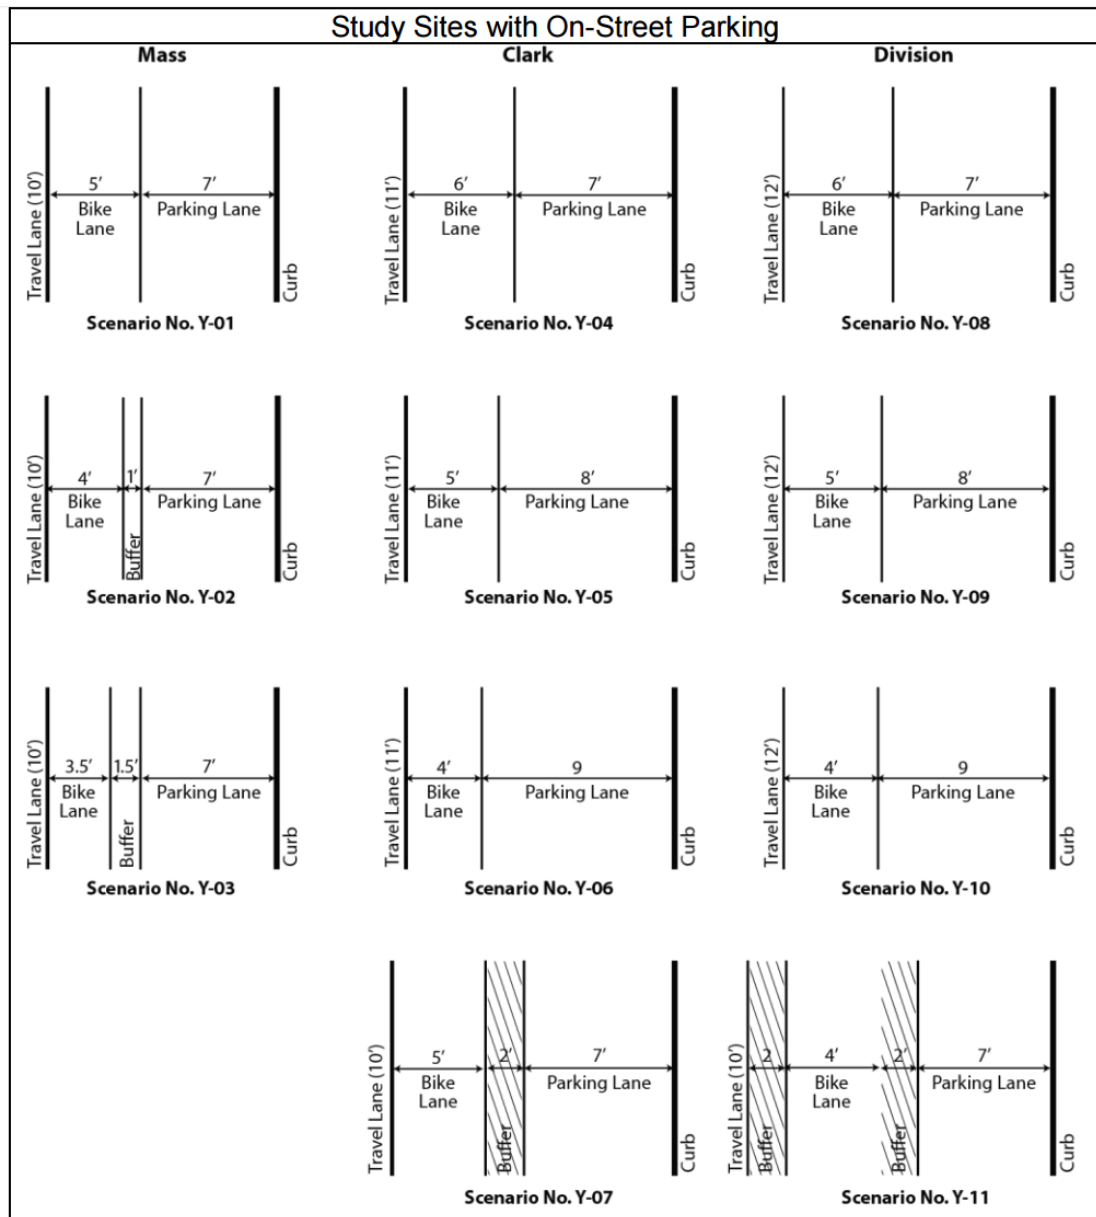 Study Sites with On-Street Parking
Mass
Clark
Division
Travel Lane (10')
5'
Bike
Lane
7'
Parking Lane
Curb
Scenario No. Y-01
Travel Lane (11')
6'
Bike
Lane
7'
Parking Lane
Curb
Scenario No. Y-04
Travel Lane (12')
6'
Bike
Lane
7'
Parking Lane
Curb
Scenario No. Y-08
Travel Lane (10')
4'
Bike
Lane
1'
Buffer
7'
Parking Lane
Curb
Scenario No. Y-02
Travel Lane (11')
5'
Bike
Lane
8'
Parking Lane
Curb
Scenario No. Y-05
Travel Lane (12')
5'
Bike
Lane
8'
Parking Lane
Curb
Scenario No. Y-09
Travel Lane (10')
3.5'
Bike
Lane
1.5'
Buffer
7'
Parking Lane
Curb
Scenario No. Y-03
Travel Lane (11')
4'
Bike
Lane
9
Parking Lane
Curb
Scenario No. Y-06
Travel Lane (12')
4'
Bike
Lane
9
Parking Lane
Curb
Scenario No. Y-10
Travel Lane (10')
5'
Bike
Lane
2'
Buffer
7'
Parking Lane
Curb
Scenario No. Y-07
Travel Lane (10')
2
Buffer
4'
Bike
Lane
2'
Buffer
7'
Parking Lane
Curb
Scenario No. Y-11